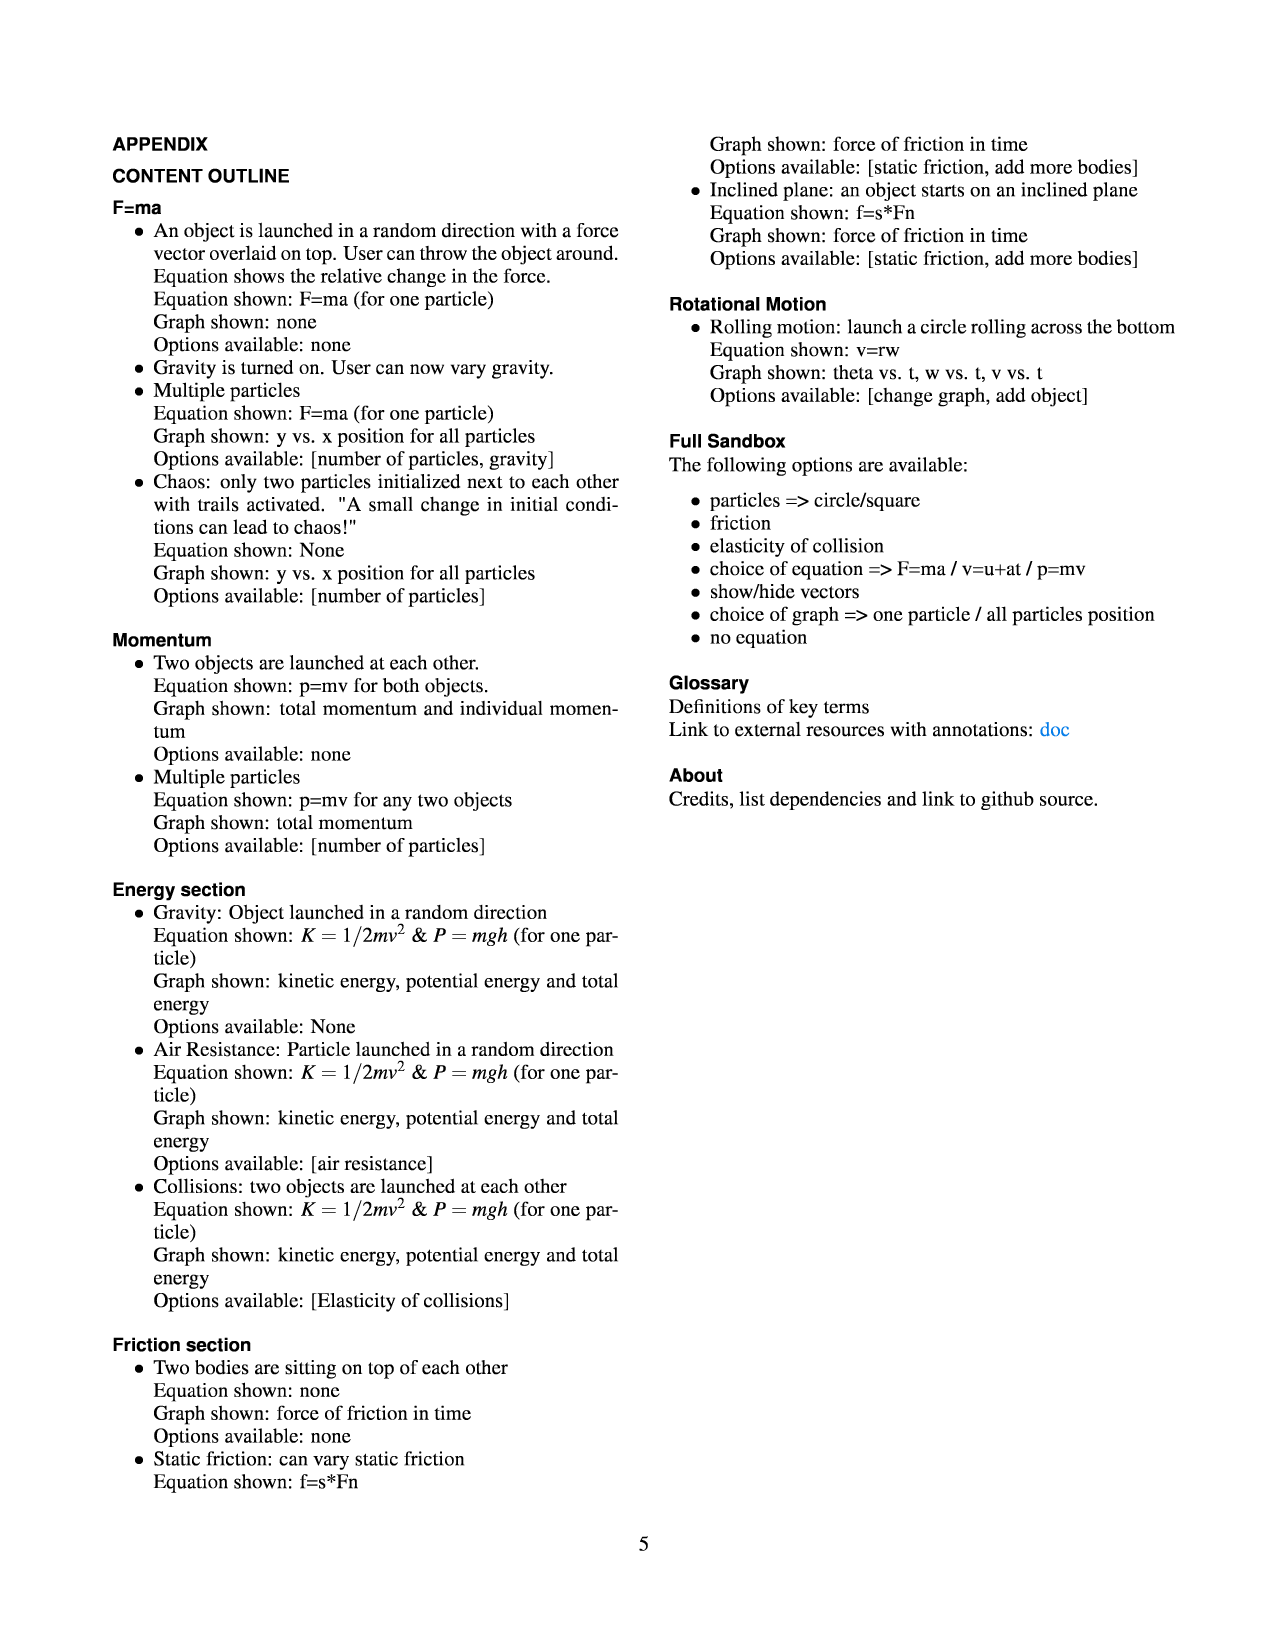 APPENDIX
CONTENT OUTLINE
F=ma
• An object is launched in a random direction with a force
vector overlaid on top. User can throw the object around.
Equation shows the relative change in the force.
Equation shown: F=ma (for one particle)
Graph shown: none
Options available: none
• Gravity is turned on. User can now vary gravity.
• Multiple particles
Equation shown: F=ma (for one particle)
Graph shown: y vs. x position for all particles
Options available: [number of particles, gravity]
• Chaos: only two particles initialized next to each other
with trails activated. "A small change in initial condi-
tions can lead to chaos!"
Equation shown: None
Graph shown: y vs. x position for all particles
Options available: [number of particles]
Momentum
• Two objects are launched at each other.
Equation shown: p=mv for both objects.
Graph shown: total momentum and individual momen-
tum
Options available: none
• Multiple particles
Equation shown: p=mv for any two objects
Graph shown: total momentum
Options available: [number of particles]
Energy section
• Gravity: Object launched in a random direction
Equation shown: K = 1/2mv² & P = mgh (for one par-
ticle)
Graph shown: kinetic energy, potential energy and total
energy
Options available: None
• Air Resistance: Particle launched in a random direction
Equation shown: K = 1/2mv² & P = mgh (for one par-
ticle)
Graph shown: kinetic energy, potential energy and total
energy
Options available: [air resistance]
• Collisions: two objects are launched at each other
Equation shown: K = 1/2mv² & P = mgh (for one par-
ticle)
Graph shown: kinetic energy, potential energy and total
energy
Options available: [Elasticity of collisions]
Friction section
• Two bodies are sitting on top of each other
Equation shown: none
Graph shown: force of friction in time
Options available: none
• Static friction: can vary static friction
Equation shown: f=s*Fn
Graph shown: force of friction in time
Options available: [static friction, add more bodies]
• Inclined plane: an object starts on an inclined plane
Equation shown: f=s*Fn
Graph shown: force of friction in time
Options available: [static friction, add more bodies]
Rotational Motion
• Rolling motion: launch a circle rolling across the bottom
Equation shown: v=rw
Graph shown: theta vs. t, w vs. t, v vs. t
Options available: [change graph, add object]
Full Sandbox
The following options are available:
• particles => circle/square
• friction
• elasticity of collision
• choice of equation => F=ma / v=u+at / p=mv
• show/hide vectors
• choice of graph => one particle / all particles position
• no equation
Glossary
Definitions of key terms
Link to external resources with annotations: doc
About
Credits, list dependencies and link to github source.
5